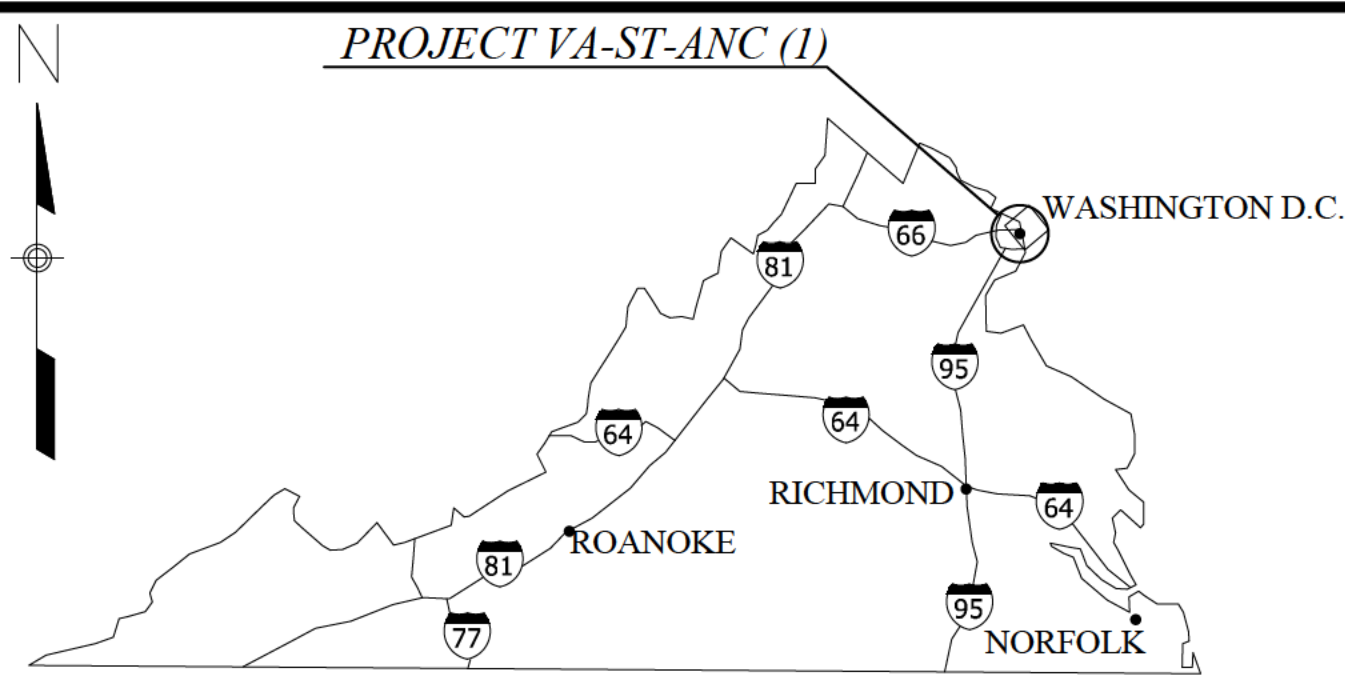 N
PROJECT VA-ST-ANC (1)
WASHINGTON D.C.
66
81
95
64
64
RICHMOND
64
ROANOKE
81
95
77
NORFOLK